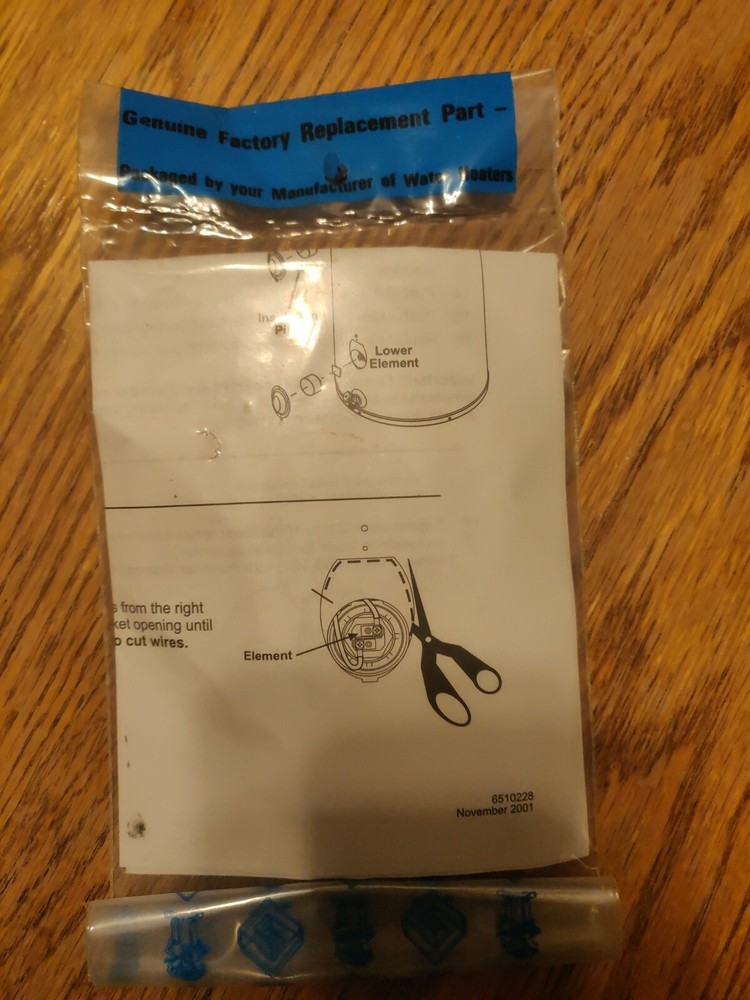 Genuine Factory Replacement Part –
Packaged by your Manufacturer of Water Heaters
Lower
Element
s from the right
ket opening until
o cut wires.
Element
6510228
November 2001